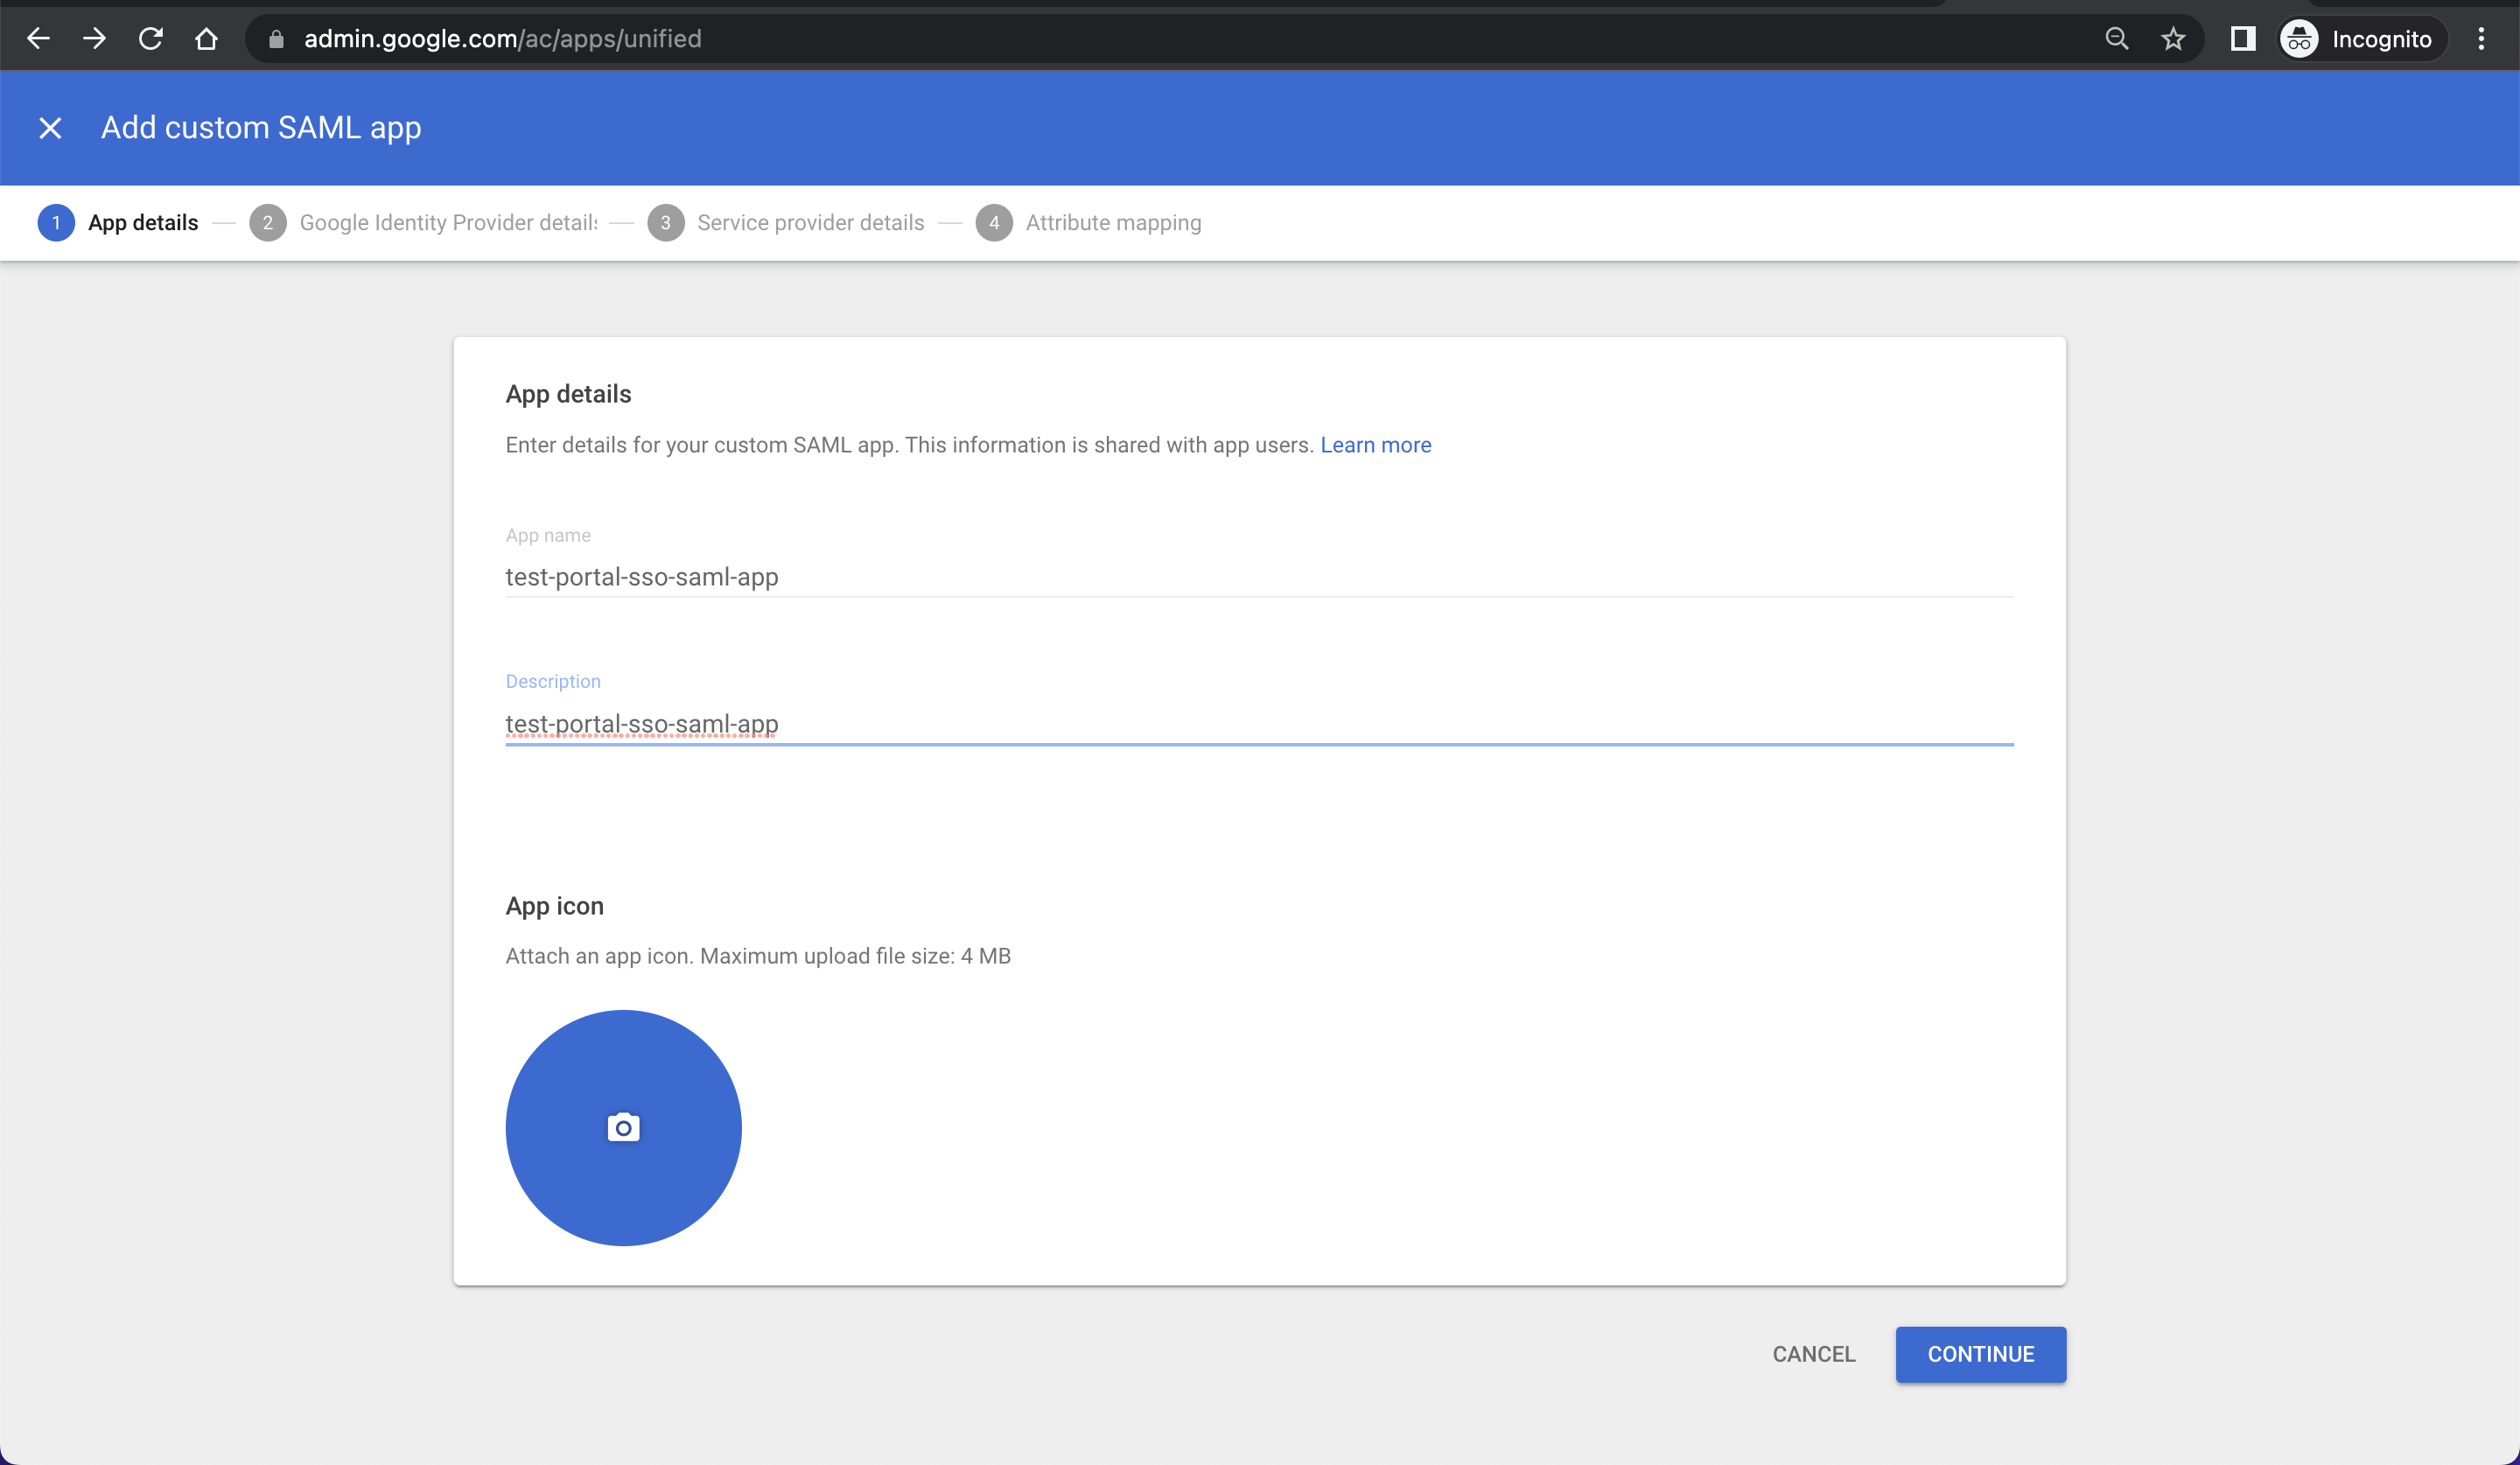 admin.google.com/ac/apps/unified
Incognito
Add custom SAML app
1 App details 2 Google Identity Provider details 3 Service provider details 4 Attribute mapping
App details
Enter details for your custom SAML app. This information is shared with app users. Learn more
App name
test-portal-sso-saml-app
Description
test-portal-sso-saml-app
App icon
Attach an app icon. Maximum upload file size: 4 MB
CANCEL
CONTINUE